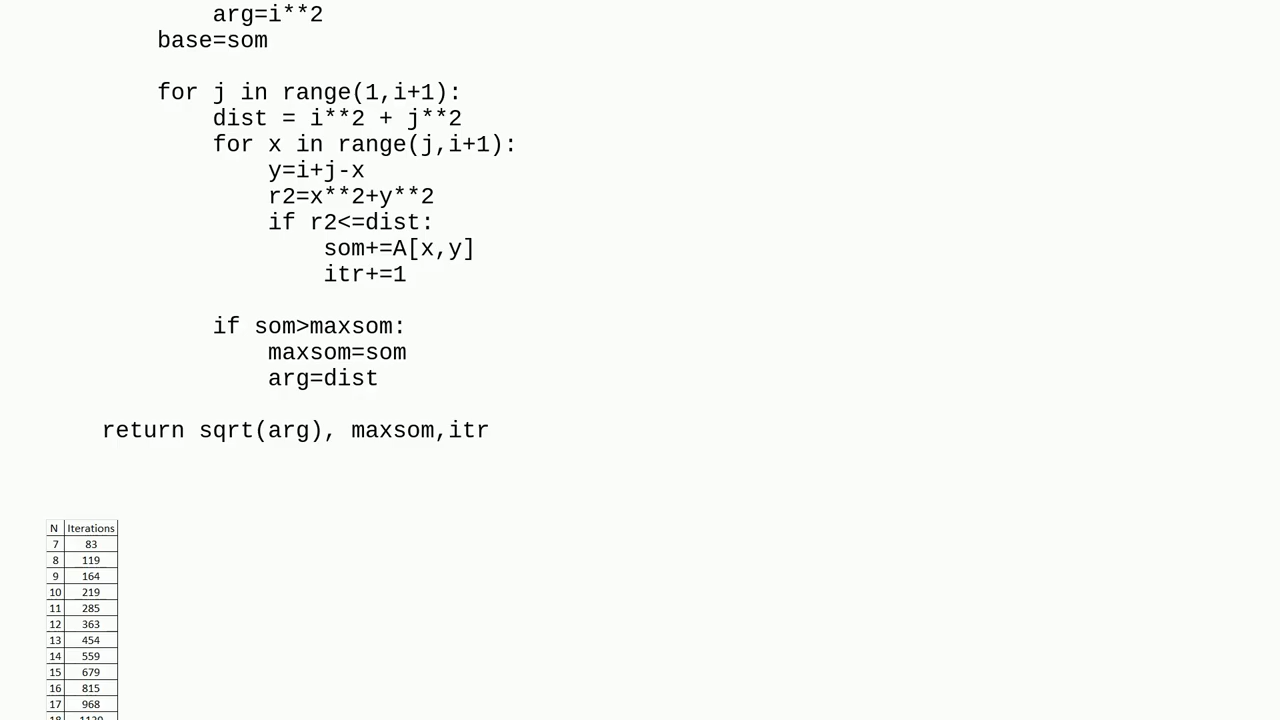 arg=i**2
base=som
for j in range(1,i+1):
dist = i**2 + j**2
for x in range(j,i+1):
y=i+j-x
r2=x**2+y**2
if r2<=dist:
som+=A[x,y]
itr+=1
if som>maxsom:
maxsom=som
arg=dist
return sqrt(arg), maxsom,itr
N Iterations
7 83
8 119
9 164
10 219
11 285
12 363
13 454
14 559
15 679
16 815
17 968